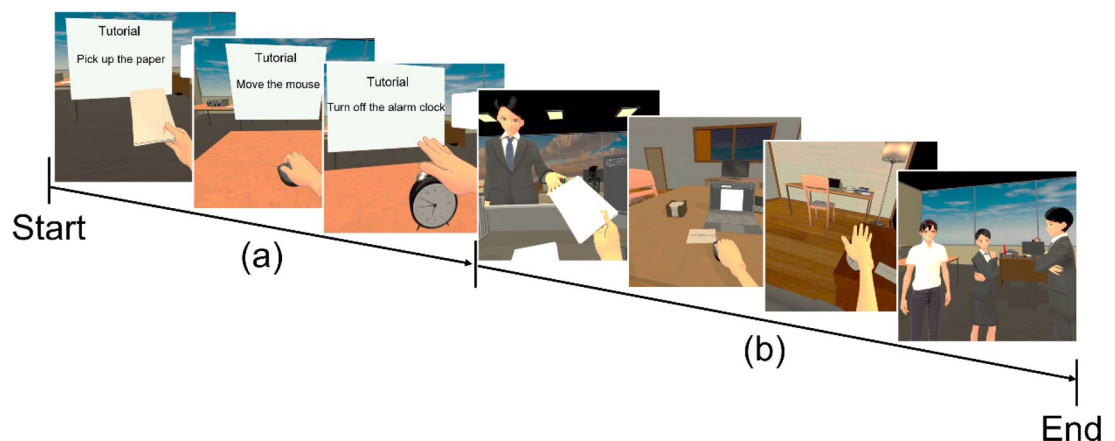 Tutorial
Pick up the paper
Tutorial
Move the mouse
Tutorial
Turn off the alarm clock
Start
(a)
(b)
End